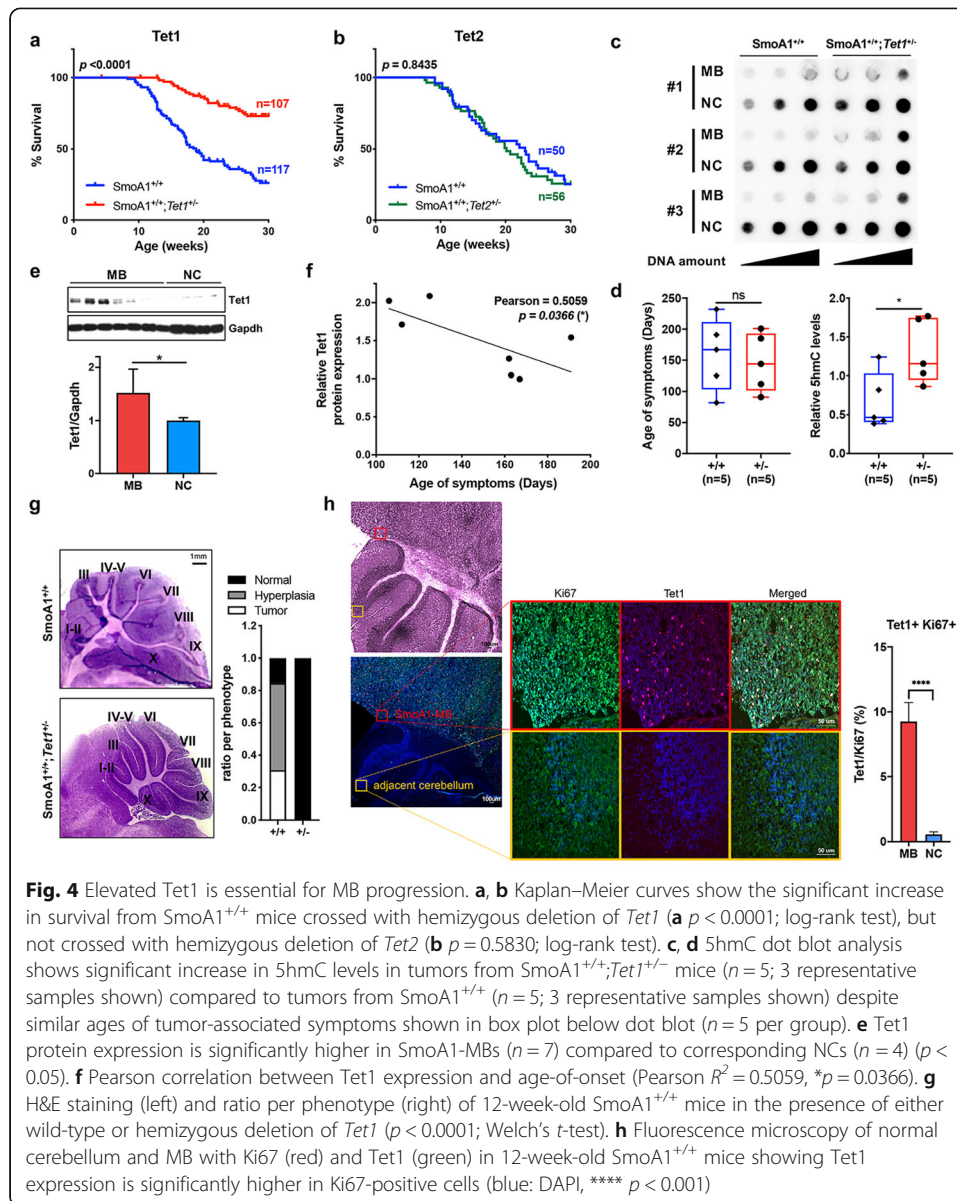 a
Tet1
p <0.0001
100
50
0
% Survival
n=107
n=117
SmoA1+/+
SmoA1+/+;Tet1+/-
0 10 20 30
Age (weeks)
b
Tet2
p = 0.8435
100
50
0
% Survival
n=50
n=56
SmoA1+/+
SmoA1+/+;Tet2+/-
0 10 20 30
Age (weeks)
c
SmoA1+/+ SmoA1+/+;Tet1+/-
#1 MB
NC
#2 MB
NC
#3 MB
NC
DNA amount
e
MB NC
Tet1
Gapdh
Tet1/Gapdh
2
1
0
*
MB NC
f
Relative Tet1
protein expression
2.5
2.0
1.5
1.0
0.5
0.0
Pearson = 0.5059
p = 0.0366 (*)
100 120 140 160 180 200
Age of symptoms (Days)
d
Age of symptoms (Days)
250
200
150
100
50
0
ns
+/+ +/-
(n=5) (n=5)
Relative 5hmC levels
2.0
1.5
1.0
0.5
0.0
*
+/+ +/-
(n=5) (n=5)
g
SmoA1+/+
1mm
III IV-V VI
VII
VIII
I-II
IX
X
SmoA1+/+;Tet1+/-
IV-V VI
III VII
I-II VIII
X IX
Normal
Hyperplasia
Tumor
ratio per phenotype
1.0
0.8
0.6
0.4
0.2
0.0
+/+ +/-
h
100um
SmoA1-MB
adjacent cerebellum
100um
Ki67 Tet1 Merged
50 um
50 um
Tet1+ Ki67+
Tet1/Ki67 (%)
15
10
5
0
****
MB NC
Fig. 4 Elevated Tet1 is essential for MB progression. a, b Kaplan–Meier curves show the significant increase
in survival from SmoA1+/+ mice crossed with hemizygous deletion of Tet1 (a p < 0.0001; log-rank test), but
not crossed with hemizygous deletion of Tet2 (b p = 0.5830; log-rank test). c, d 5hmC dot blot analysis
shows significant increase in 5hmC levels in tumors from SmoA1+/+;Tet1+/− mice (n = 5; 3 representative
samples shown) compared to tumors from SmoA1+/+ (n = 5; 3 representative samples shown) despite
similar ages of tumor-associated symptoms shown in box plot below dot blot (n = 5 per group). e Tet1
protein expression is significantly higher in SmoA1-MBs (n = 7) compared to corresponding NCs (n = 4) (p <
0.05). f Pearson correlation between Tet1 expression and age-of-onset (Pearson R2 = 0.5059, *p = 0.0366). g
H&E staining (left) and ratio per phenotype (right) of 12-week-old SmoA1+/+ mice in the presence of either
wild-type or hemizygous deletion of Tet1 (p < 0.0001; Welch's t-test). h Fluorescence microscopy of normal
cerebellum and MB with Ki67 (red) and Tet1 (green) in 12-week-old SmoA1+/+ mice showing Tet1
expression is significantly higher in Ki67-positive cells (blue: DAPI, **** p < 0.001)